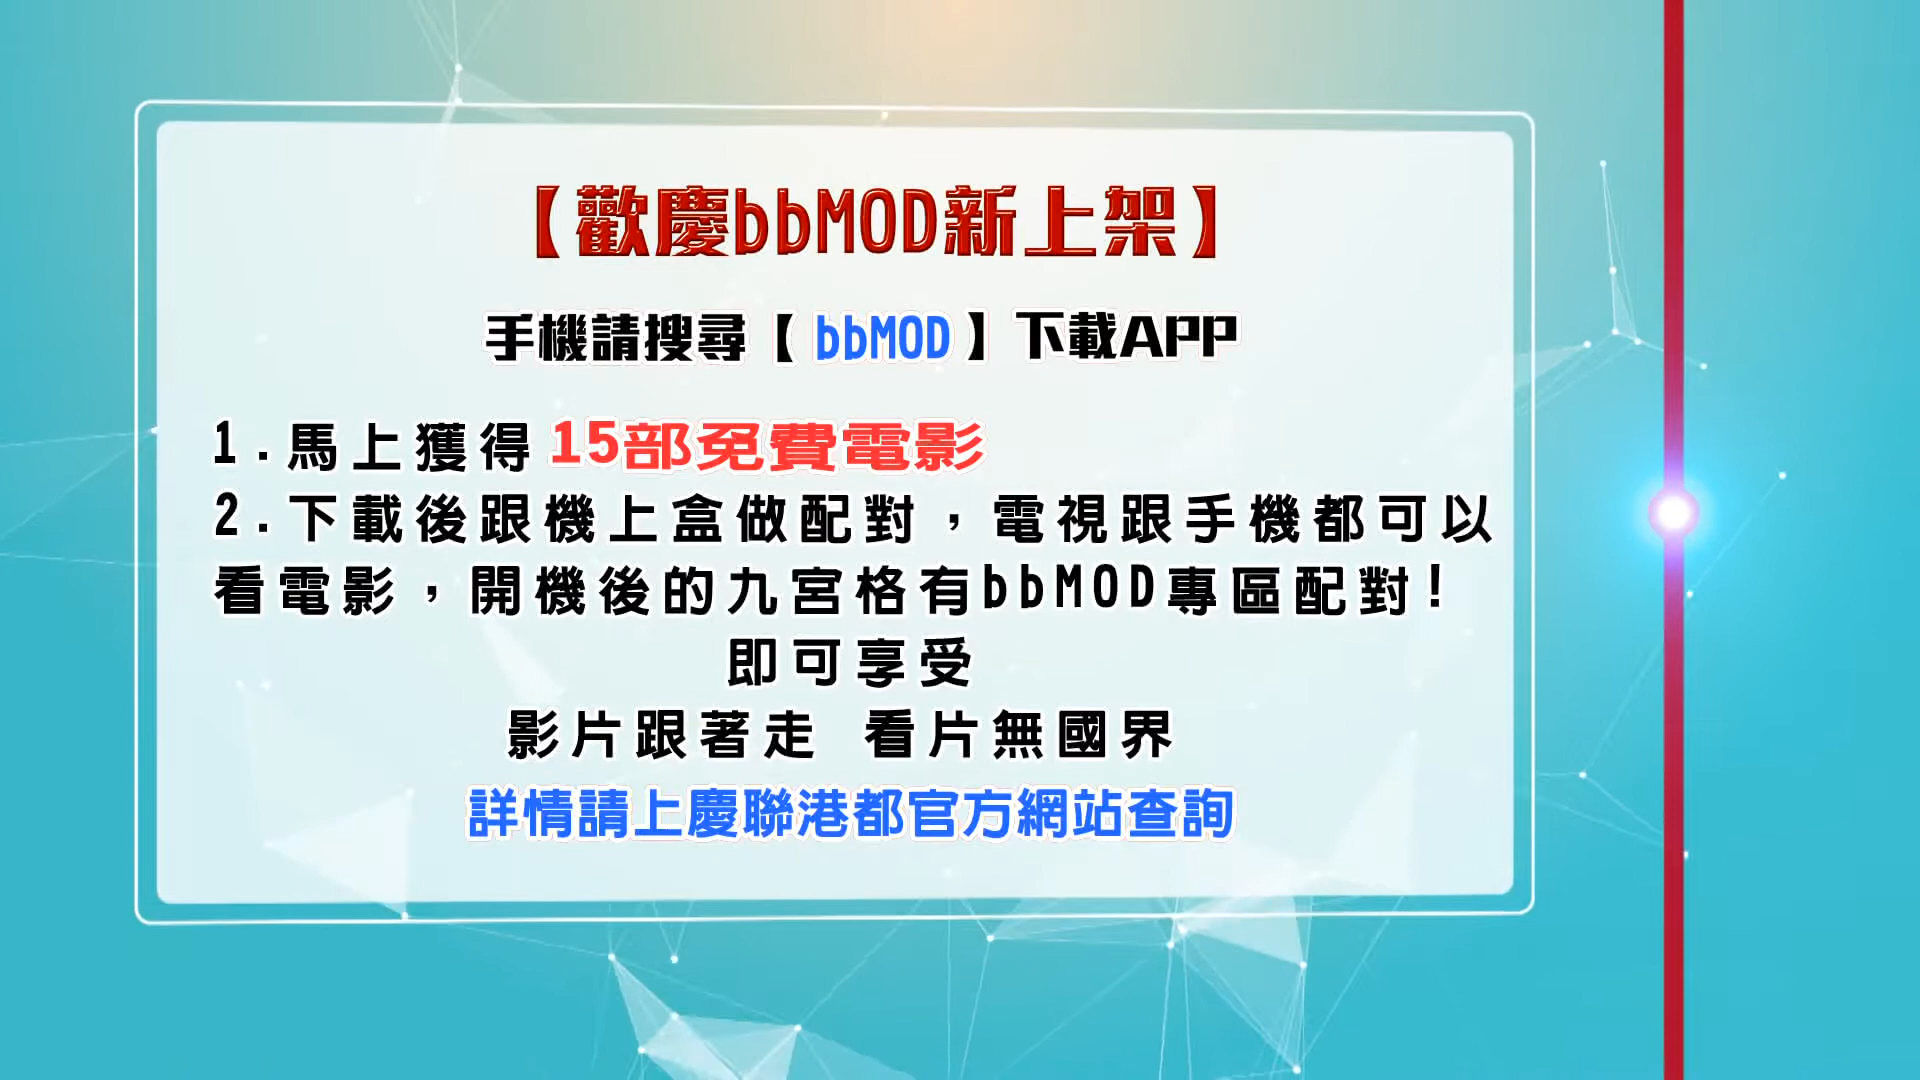 【歡慶bbMOD新上架】
手機請搜尋【bbMOD】下載APP
1.馬上獲得15部免費電影
2.下載後跟機上盒做配對，電視跟手機都可以
看電影，開機後的九宮格有bbMOD專區配對!
即可享受
影片跟著走 看片無國界
詳情請上慶聯港都官方網站查詢